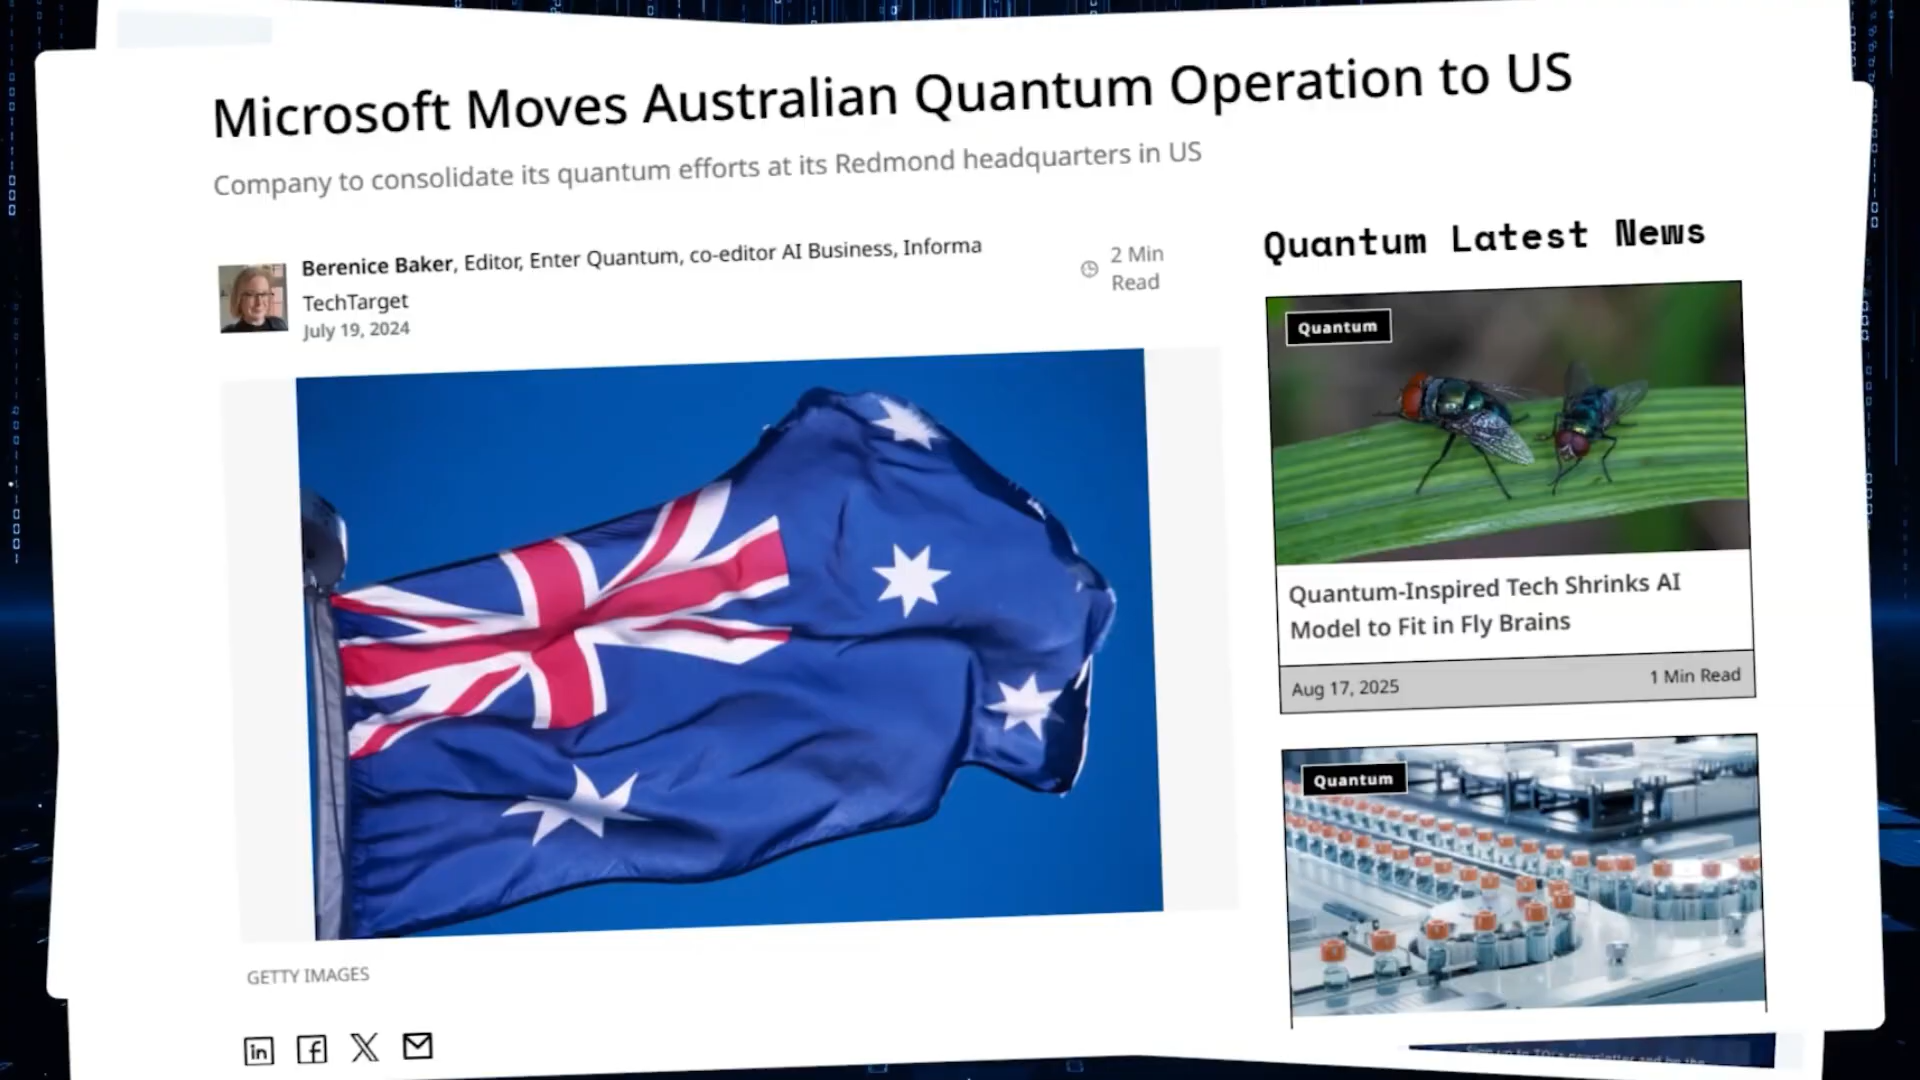 Microsoft Moves Australian Quantum Operation to US
Company to consolidate its quantum efforts at its Redmond headquarters in US
Berenice Baker, Editor, Enter Quantum, co-editor AI Business, Informa
TechTarget
July 19, 2024
2 Min
Read
GETTY IMAGES
in
f
X
Quantum Latest News
Quantum
Quantum-Inspired Tech Shrinks AI
Model to Fit in Fly Brains
Aug 17, 2025
1 Min Read
Quantum